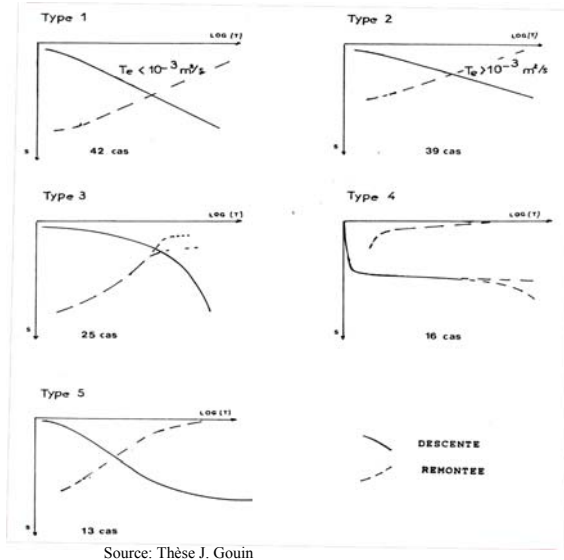 Type 1
LOG (T)
Te < 10⁻³ m²/s
s
42 cas
Type 2
LOG(T)
Te > 10⁻³ m²/s
s
39 cas
Type 3
LOG (T)
s
25 cas
Type 4
LOG (T)
s
16 cas
Type 5
LOG (T)
s
13 cas
DESCENTE
REMONTEE
Source: Thèse J. Gouin